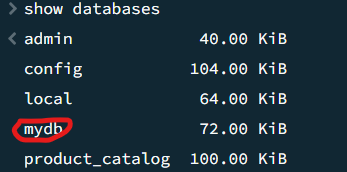 > show databases
< admin 40.00 KiB
config 104.00 KiB
local 64.00 KiB
mydb 72.00 KiB
product_catalog 100.00 KiB